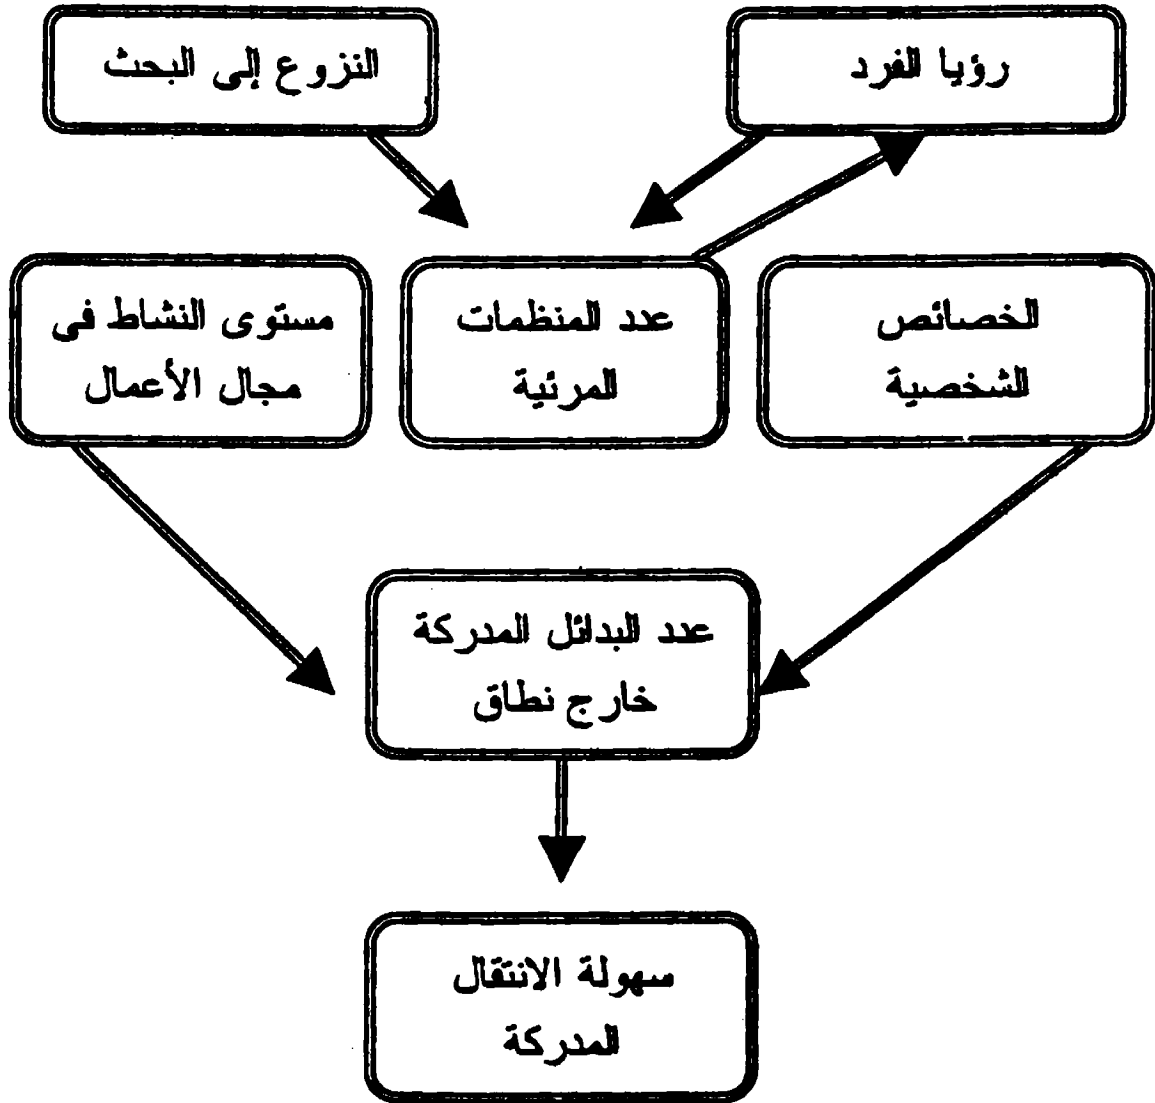 رؤيا الفرد
النزوع إلى البحث
الخصائص
الشخصية
عدد المنظمات
المرئية
مستوى النشاط فى
مجال الأعمال
عدد البدائل المدركة
خارج نطاق
سهولة الانتقال
المدركة